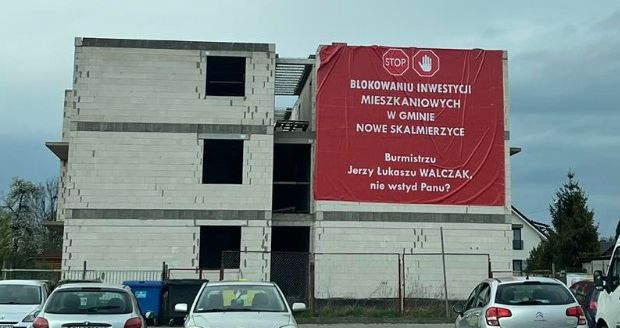 STOP
BLOKOWANIU INWESTYCJI
MIESZKANIOWYCH
W GMINIE
NOWE SKALMIERZYCE
Burmistrzu
Jerzy Łukaszu WALCZAK,
nie wstyd Panu?